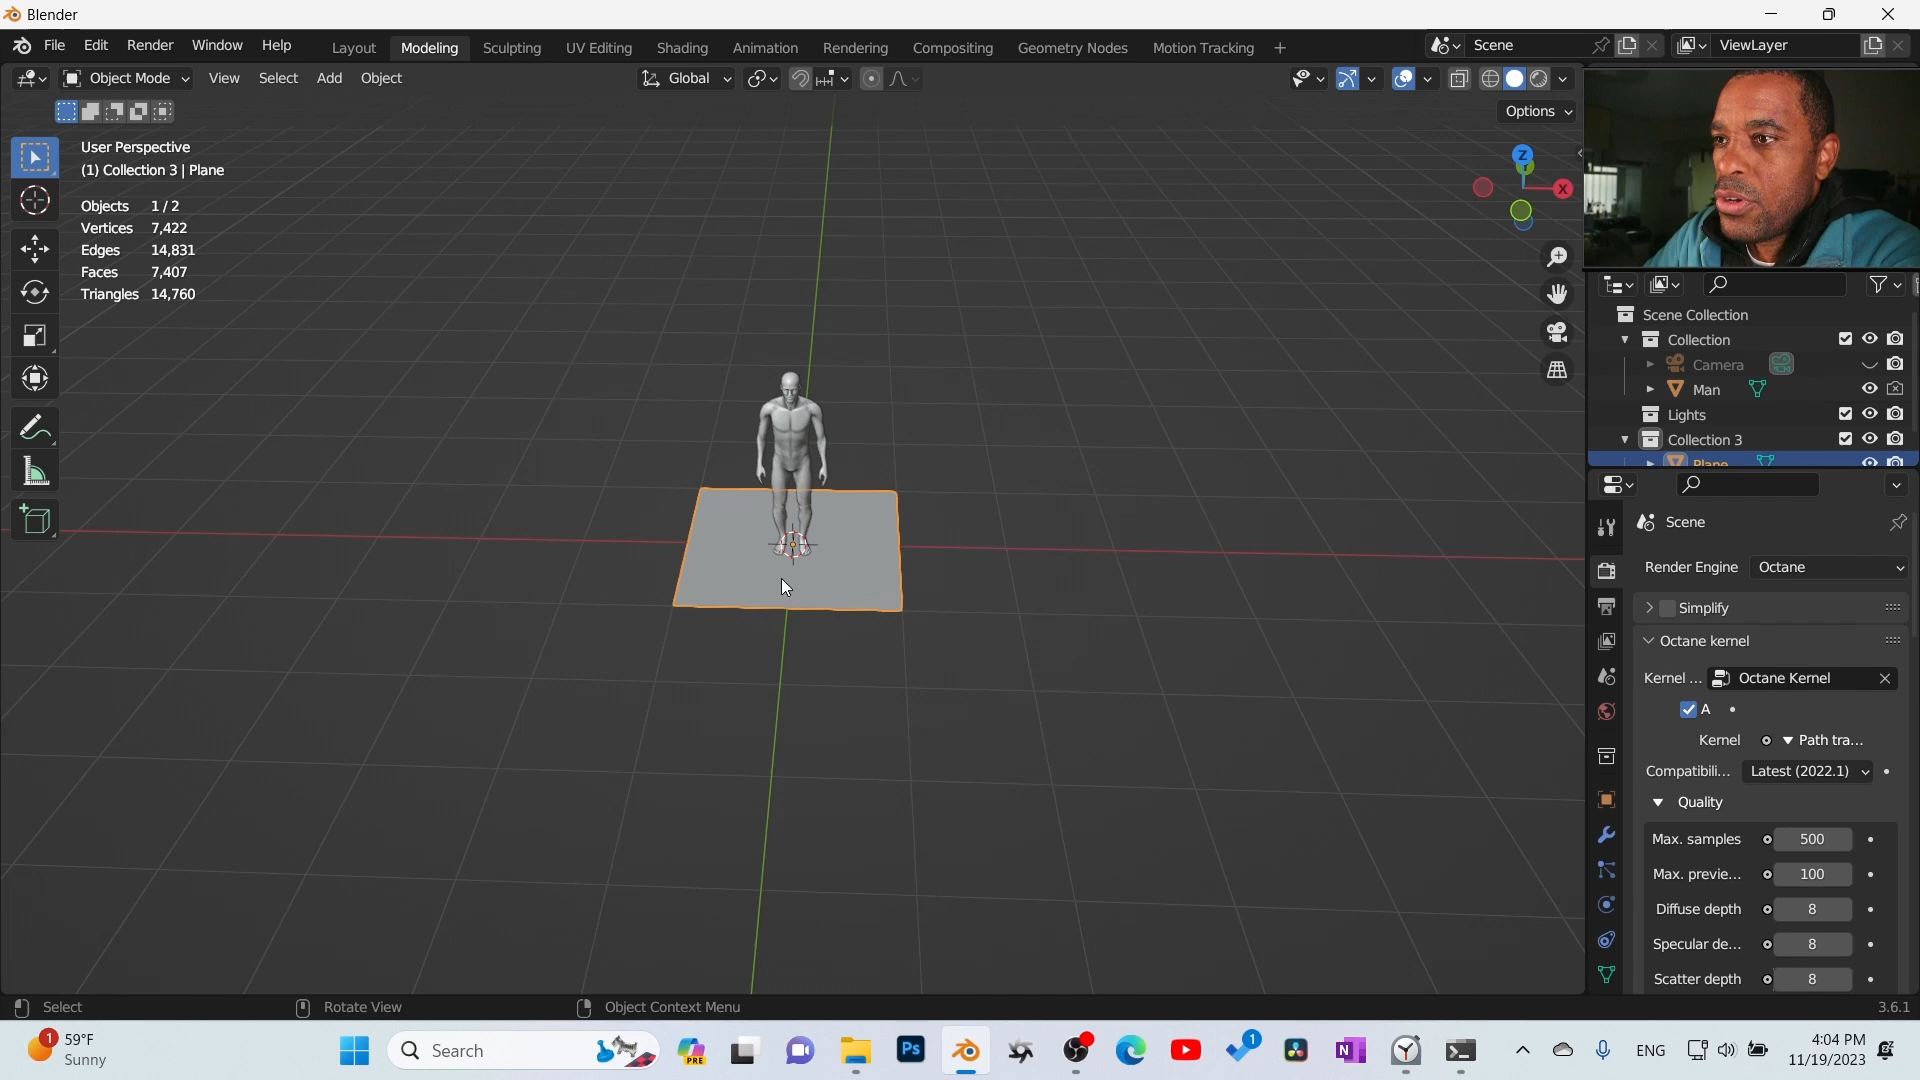 Blender
File Edit Render Window Help Layout Modeling Sculpting UV Editing Shading Animation Rendering Compositing Geometry Nodes Motion Tracking + Scene ViewLayer
Object Mode View Select Add Object Global
Options
User Perspective
(1) Collection 3 | Plane
Objects 1 / 2
Vertices 7,422
Edges 14,831
Faces 7,407
Triangles 14,760
Z
Y
X
Scene Collection
Collection
Camera
Man
Lights
Collection 3
Plane
Scene
Render Engine Octane
Simplify
Octane kernel
Kernel ... Octane Kernel
A
Kernel Path tra...
Compatibili... Latest (2022.1)
Quality
Max. samples 500
Max. previe... 100
Diffuse depth 8
Specular de... 8
Scatter depth 8
Select Rotate View Object Context Menu 3.6.1
1 59°F
Sunny
Search
PRE
Ps
1
N
ENG
4:04 PM
11/19/2023